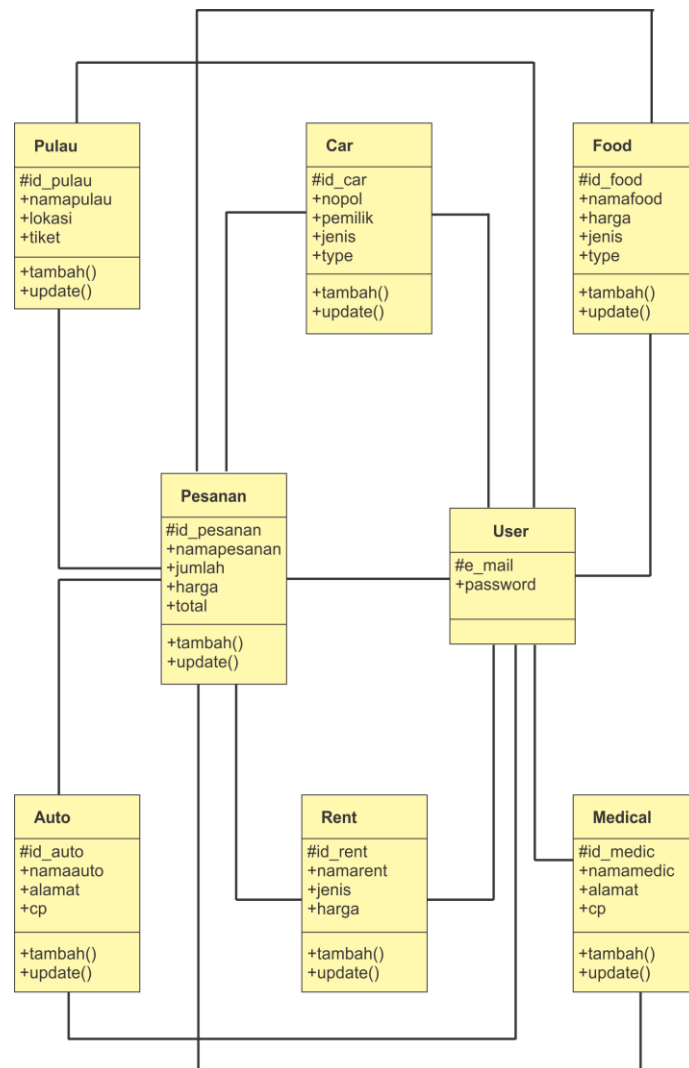 Pulau
#id_pulau
+namapulau
+lokasi
+tiket
+tambah()
+update()
Car
#id_car
+nopol
+pemilik
+jenis
+type
+tambah()
+update()
Food
#id_food
+namafood
+harga
+jenis
+type
+tambah()
+update()
Pesanan
#id_pesanan
+namapesanan
+jumlah
+harga
+total
+tambah()
+update()
User
#e_mail
+password
Auto
#id_auto
+namaauto
+alamat
+cp
+tambah()
+update()
Rent
#id_rent
+namarent
+jenis
+harga
+tambah()
+update()
Medical
#id_medic
+namamedic
+alamat
+cp
+tambah()
+update()